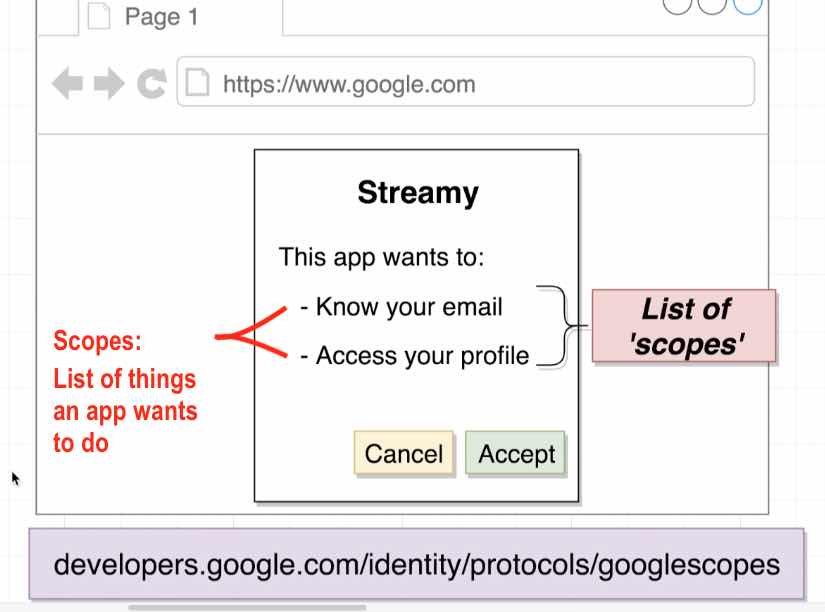 Page 1
https://www.google.com
Streamy
This app wants to:
- Know your email
- Access your profile
List of
'scopes'
Scopes:
List of things
an app wants
to do
Cancel
Accept
developers.google.com/identity/protocols/googlescopes